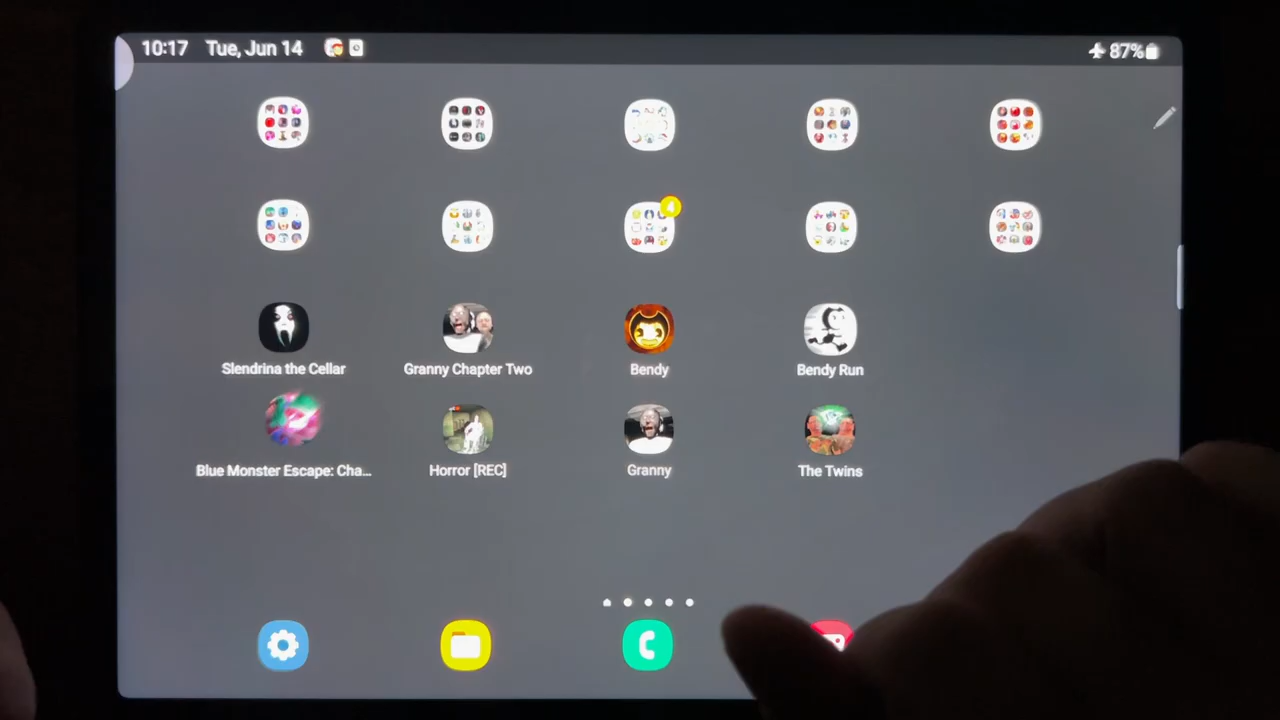 10:17 Tue, Jun 14 87%
4
Slendrina the Cellar Granny Chapter Two Bendy Bendy Run
Blue Monster Escape: Cha... Horror [REC] Granny The Twins